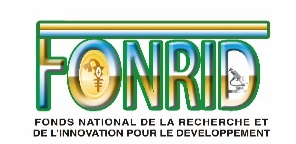 FONRID
FONDS NATIONAL DE LA RECHERCHE ET
DE L'INNOVATION POUR LE DEVELOPPEMENT